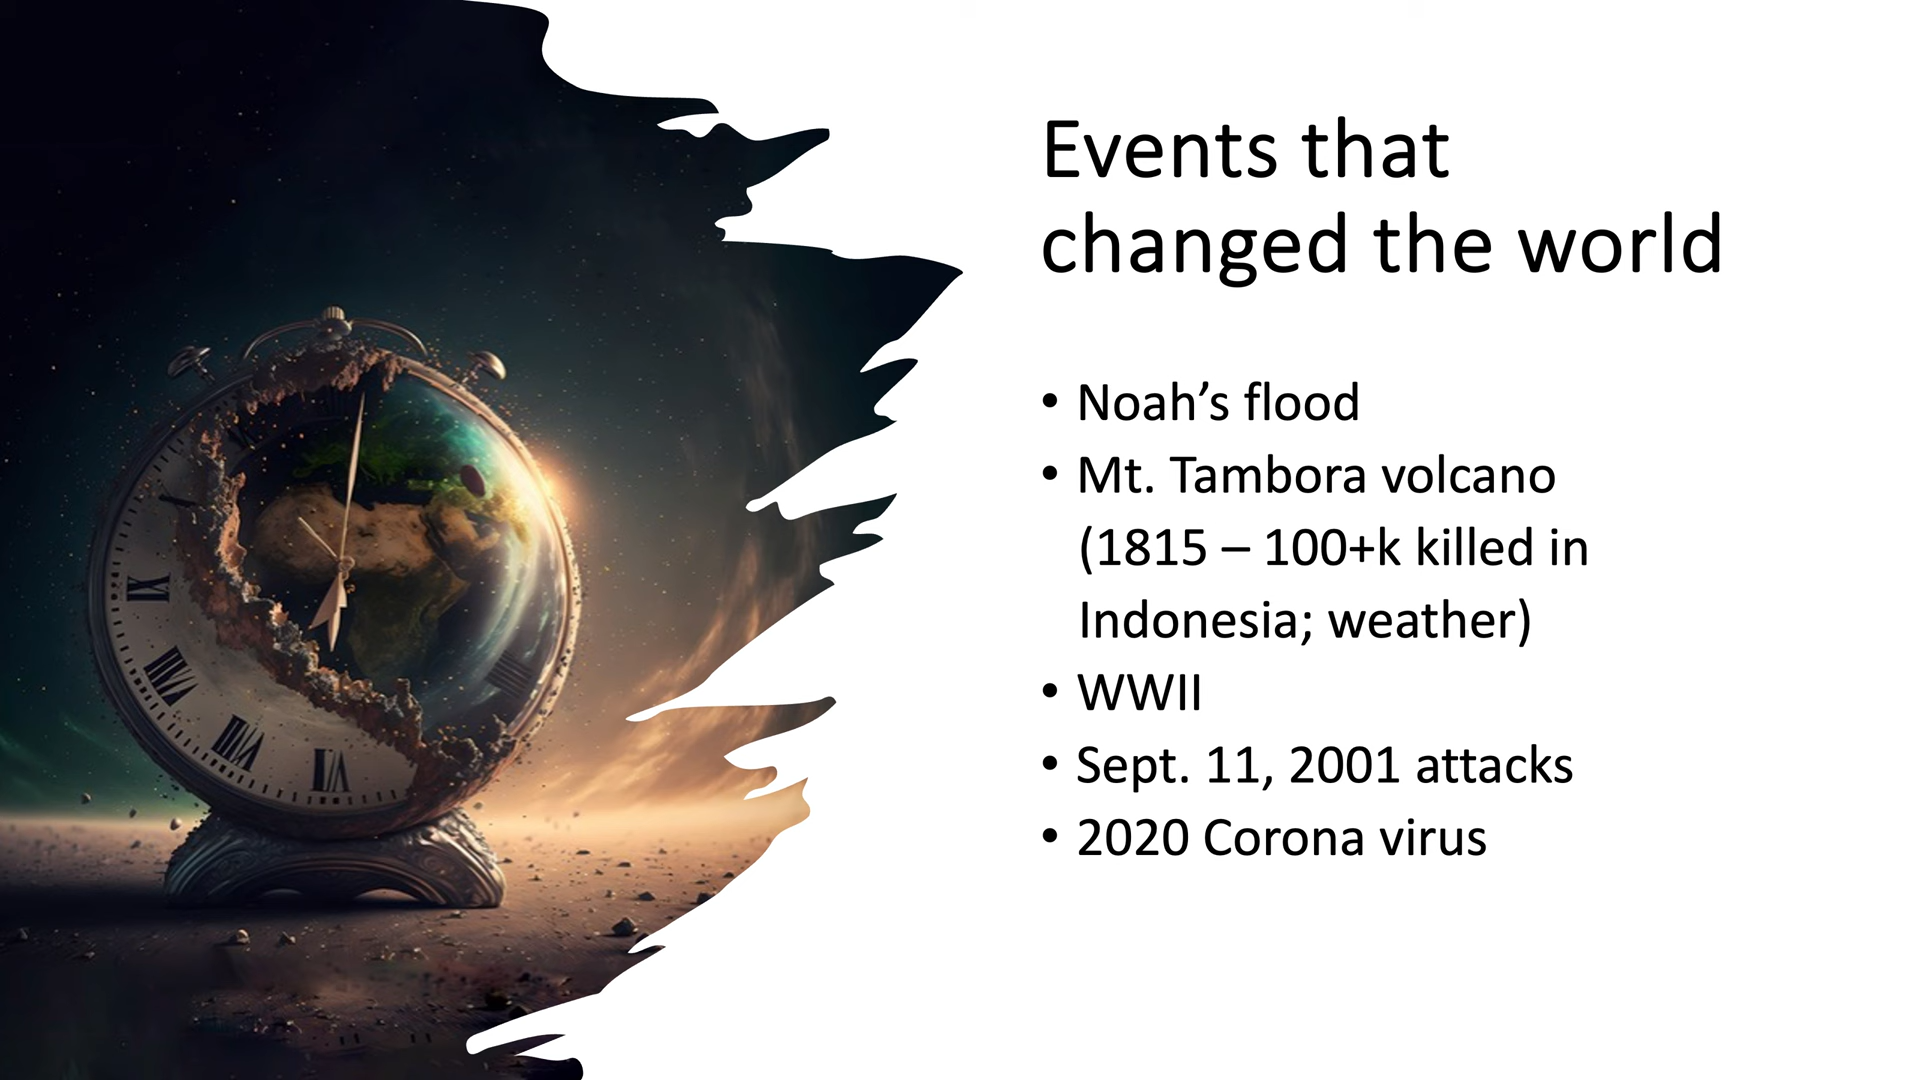 Events that
changed the world
• Noah’s flood
• Mt. Tambora volcano
(1815 – 100+k killed in
Indonesia; weather)
• WWII
• Sept. 11, 2001 attacks
• 2020 Corona virus